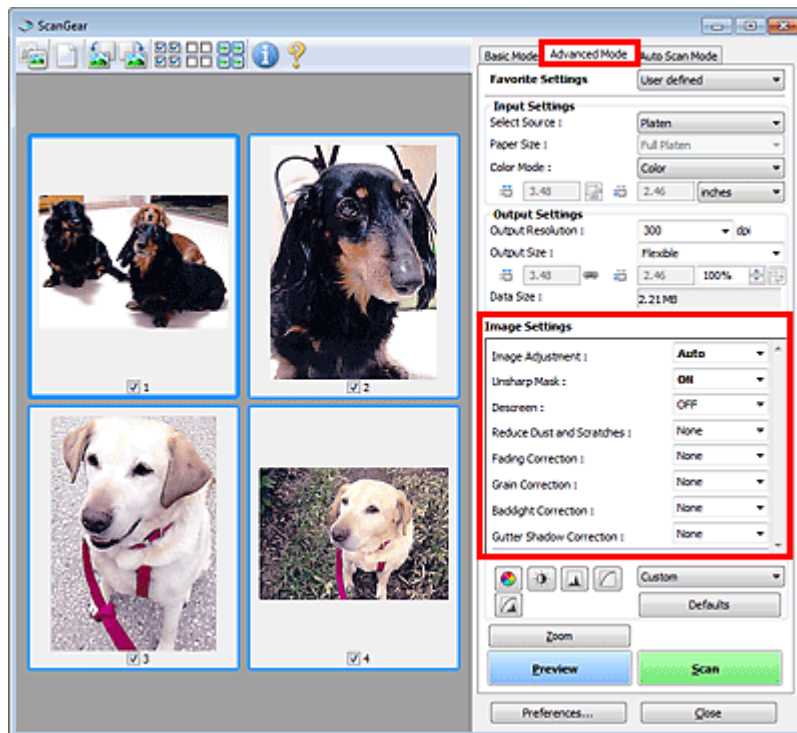 ScanGear
Basic Mode Advanced Mode Auto Scan Mode
Favorite Settings User defined
Input Settings
Select Source : Platen
Paper Size : Full Platen
Color Mode : Color
3.48 2.46 inches
Output Settings
Output Resolution : 300 dpi
Output Size : Flexible
3.48 2.46 100%
Data Size : 2.21 MB
Image Settings
Image Adjustment : Auto
Unsharp Mask : ON
Descreen : OFF
Reduce Dust and Scratches : None
Fading Correction : None
Grain Correction : None
Backlight Correction : None
Gutter Shadow Correction : None
1
2
3
4
Custom
Defaults
Zoom
Preview Scan
Preferences... Close